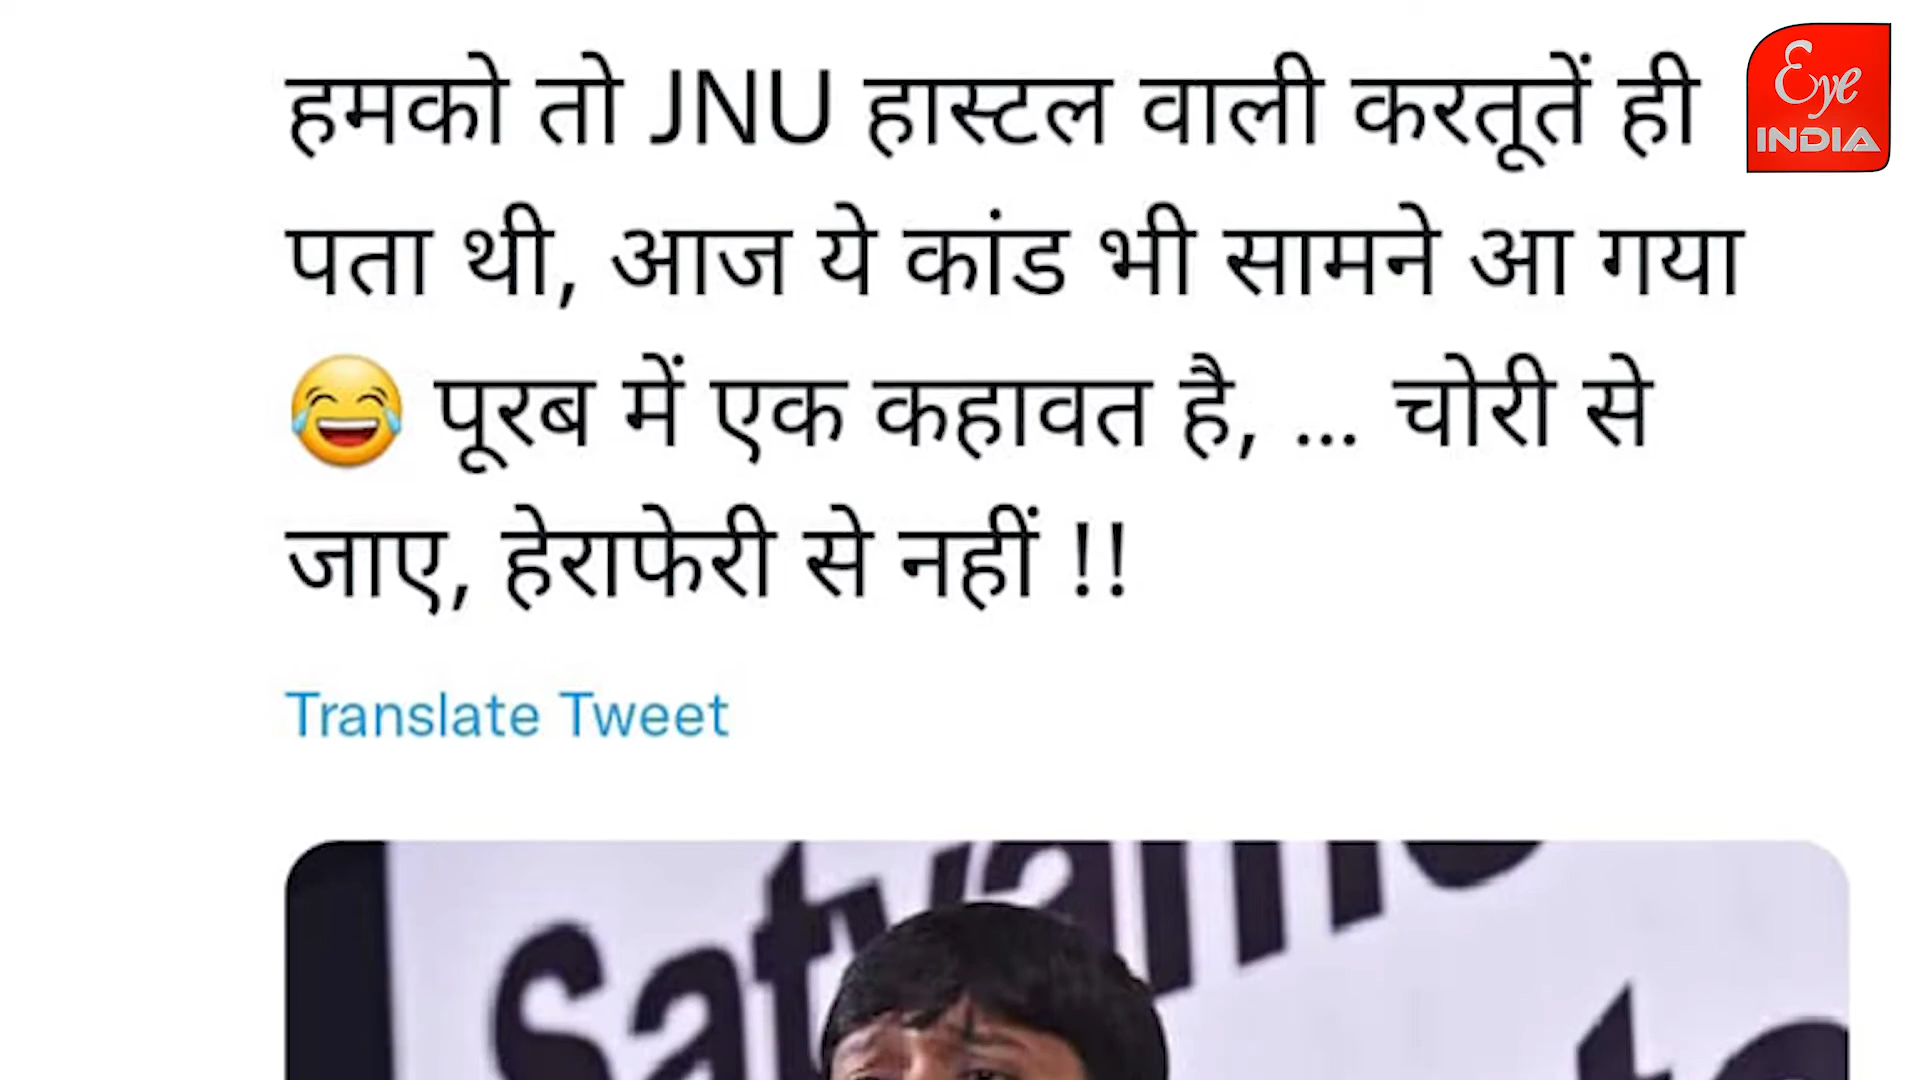 हमको तो JNU हास्टल वाली करतूतें ही
पता थी, आज ये कांड भी सामने आ गया
😂 पूरब में एक कहावत है, ... चोरी से
जाए, हेराफेरी से नहीं !!
Translate Tweet
Eye
INDIA